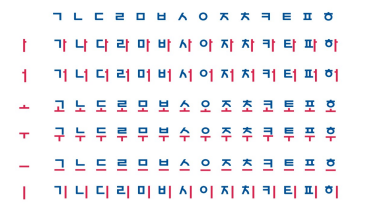 ㄱ ㄴ ㄷ ㄹ ㅁ ㅂ ㅅ ㅇ ㅈ ㅊ ㅋ ㅌ ㅍ ㅎ
ㅏ 가 나 다 라 마 바 사 아 자 차 카 타 파 하
ㅓ 거 너 더 러 머 버 서 어 저 처 커 터 퍼 허
ㅗ 고 노 도 로 모 보 소 오 조 초 코 토 포 호
ㅜ 구 누 두 루 무 부 수 우 주 추 쿠 투 푸 후
ㅡ 그 느 드 르 므 브 스 으 즈 츠 크 트 프 흐
ㅣ 기 니 디 리 미 비 시 이 지 치 키 티 피 히